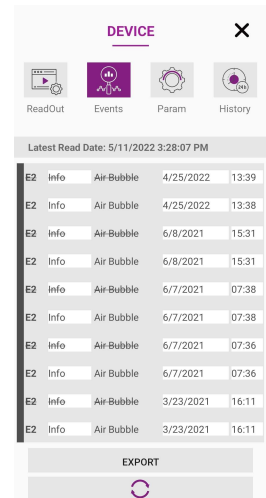 DEVICE
ReadOut Events Param History
Latest Read Date: 5/11/2022 3:28:07 PM
E2 Info Air Bubble 4/25/2022 13:39
E2 Info Air Bubble 4/25/2022 13:38
E2 Info Air Bubble 6/8/2021 15:31
E2 Info Air Bubble 6/8/2021 15:31
E2 Info Air Bubble 6/7/2021 07:38
E2 Info Air Bubble 6/7/2021 07:38
E2 Info Air Bubble 6/7/2021 07:36
E2 Info Air Bubble 6/7/2021 07:36
E2 Info Air Bubble 3/23/2021 16:11
E2 Info Air Bubble 3/23/2021 16:11
EXPORT